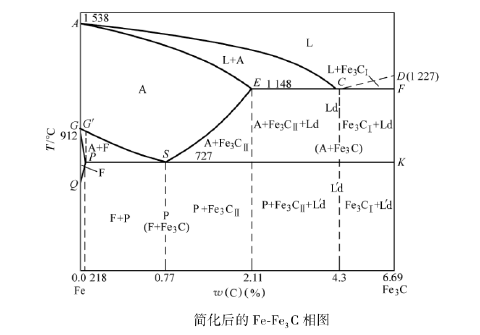 A 1 538
L
L+A
L+Fe₃C_Ⅰ
D(1 227)
E 1 148 C F
A
Ld
A+Fe₃C_Ⅱ+Ld Fe₃C_Ⅰ+Ld
(A+Fe₃C)
G G′
912
T/℃
A+F
A+Fe₃C_Ⅱ
S 727
P K
F
Q
L′d
F+P
P
(F+Fe₃C)
P+Fe₃C_Ⅱ
P+Fe₃C_Ⅱ+L′d
Fe₃C_Ⅰ+L′d
0.0 218 0.77 2.11 4.3 6.69
Fe w(C)(%) Fe₃C
简化后的 Fe-Fe₃C 相图